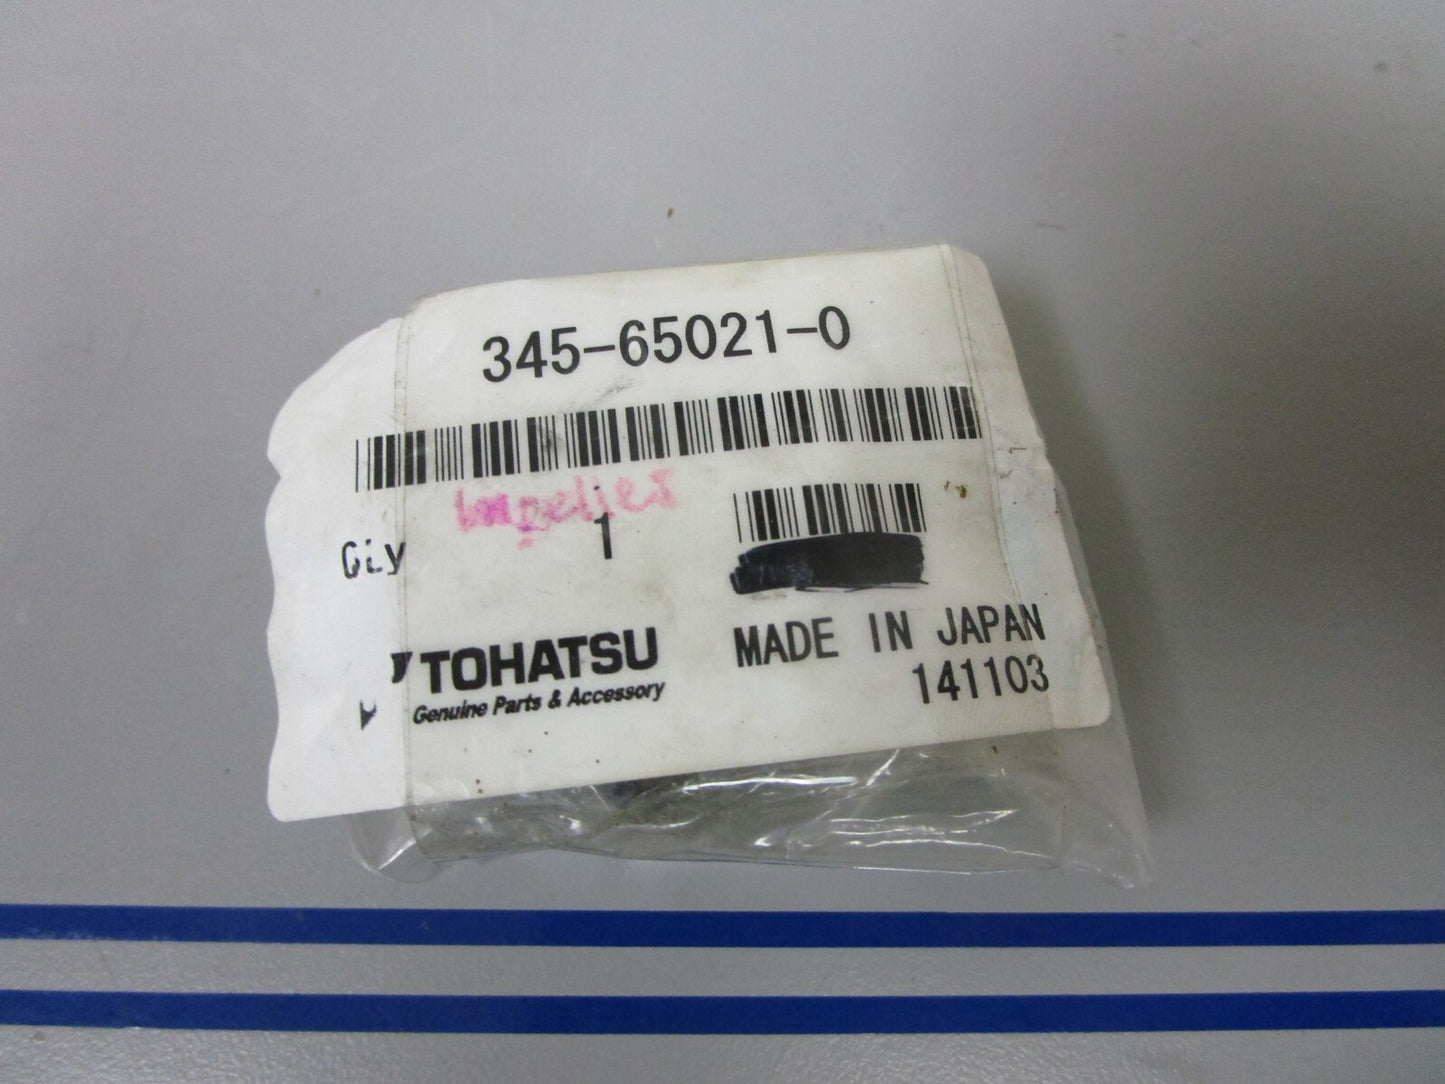 345-65021-0
Impeller
Qty 1
TOHATSU
Genuine Parts & Accessory
MADE IN JAPAN
141103